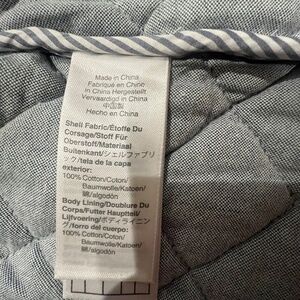 Made in China
Fabriqué en Chine
In China Hergestellt
Vervaardigd in China
中国製
Hecho en China
Shell Fabric/Étoffe Du
Corsage/Stoff Für
Oberstoff/Materiaal
Buitenkant/シェルファブリ
ック/tela de la capa
exterior:
100% Cotton/Coton/
Baumwolle/Katoen/
綿/algodón
Body Lining/Doublure Du
Corps/Futter Hauptteil/
Lijfvoering/ボディライニン
グ/forro del cuerpo:
100% Cotton/Coton/
Baumwolle/Katoen/
綿/algodón